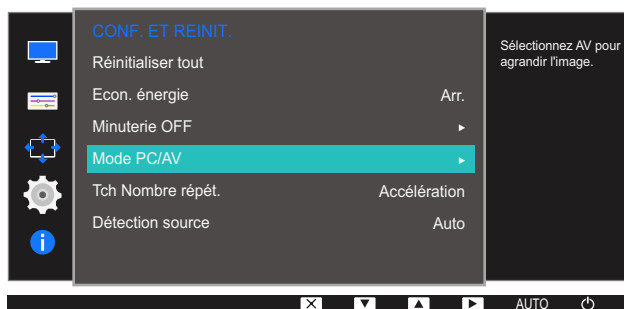 CONF. ET REINIT.
Réinitialiser tout
Econ. énergie Arr.
Minuterie OFF
Mode PC/AV
Tch Nombre répét. Accélération
Détection source Auto
Sélectionnez AV pour
agrandir l'image.
AUTO